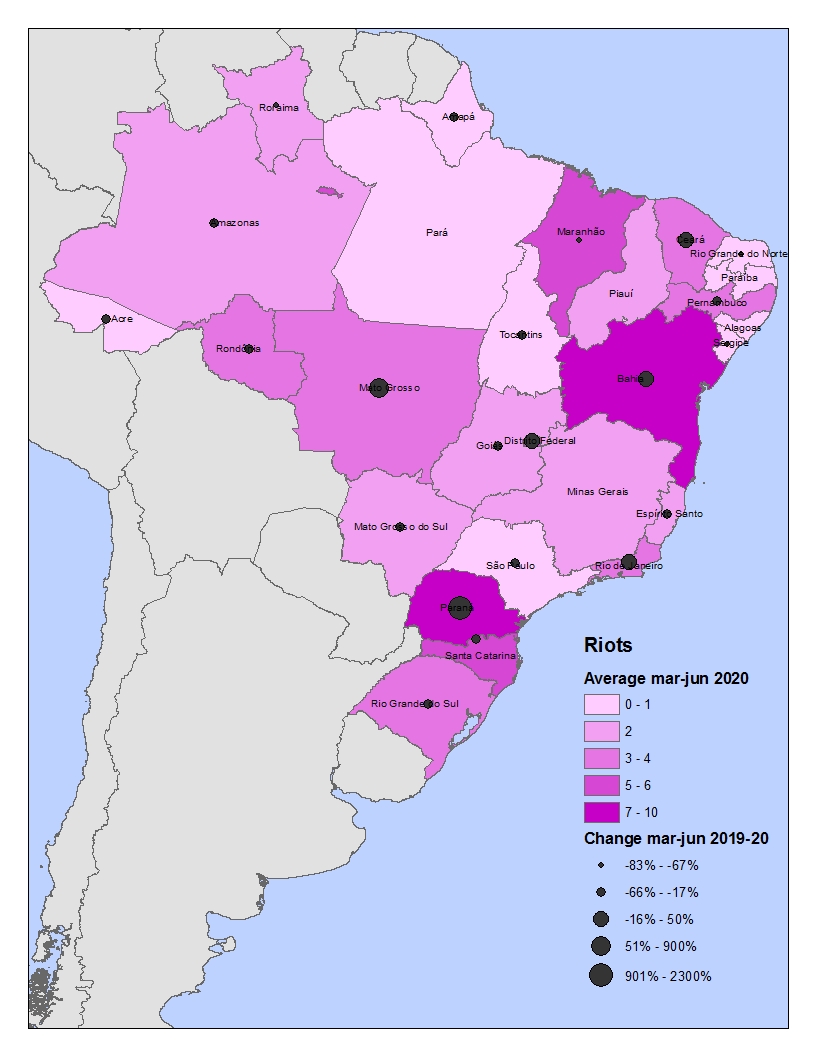 Roraima
Amapá
Amazonas
Pará
Maranhão
Ceará
Rio Grande do Norte
Paraíba
Piauí
Pernambuco
Acre
Alagoas
Tocantins
Sergipe
Rondônia
Bahia
Mato Grosso
Goiás
Distrito Federal
Minas Gerais
Espírito Santo
Mato Grosso do Sul
São Paulo
Rio de Janeiro
Paraná
Santa Catarina
Rio Grande do Sul
Riots
Average mar-jun 2020
0 - 1
2
3 - 4
5 - 6
7 - 10
Change mar-jun 2019-20
-83% - -67%
-66% - -17%
-16% - 50%
51% - 900%
901% - 2300%